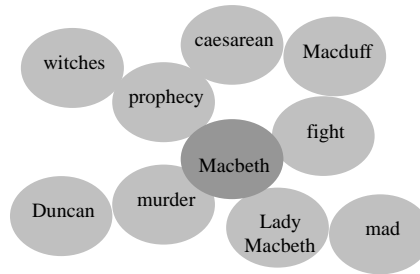 caesarean
Macduff
witches
prophecy
fight
Macbeth
murder
Duncan
Lady
Macbeth
mad